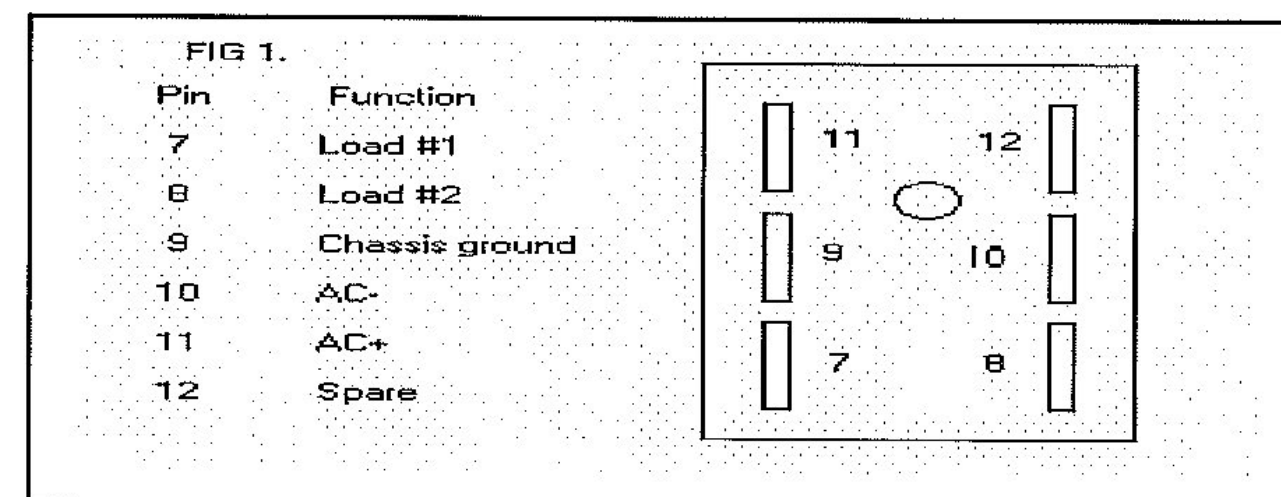 FIG 1.
Pin Function
7 Load #1
8 Load #2
9 Chassis ground
10 AC-
11 AC+
12 Spare
11 12
9 10
7 8